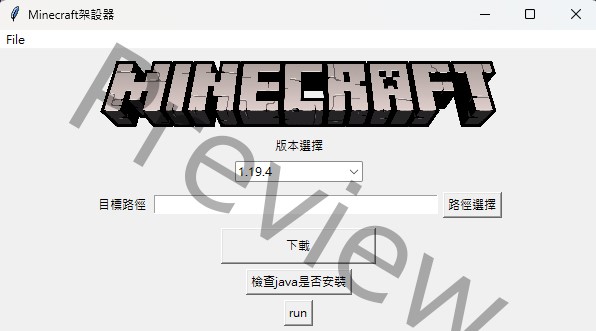 Minecraft架設器
File
MINECRAFT
版本選擇
1.19.4
目標路徑 路徑選擇
下載
檢查java是否安裝
run
Preview